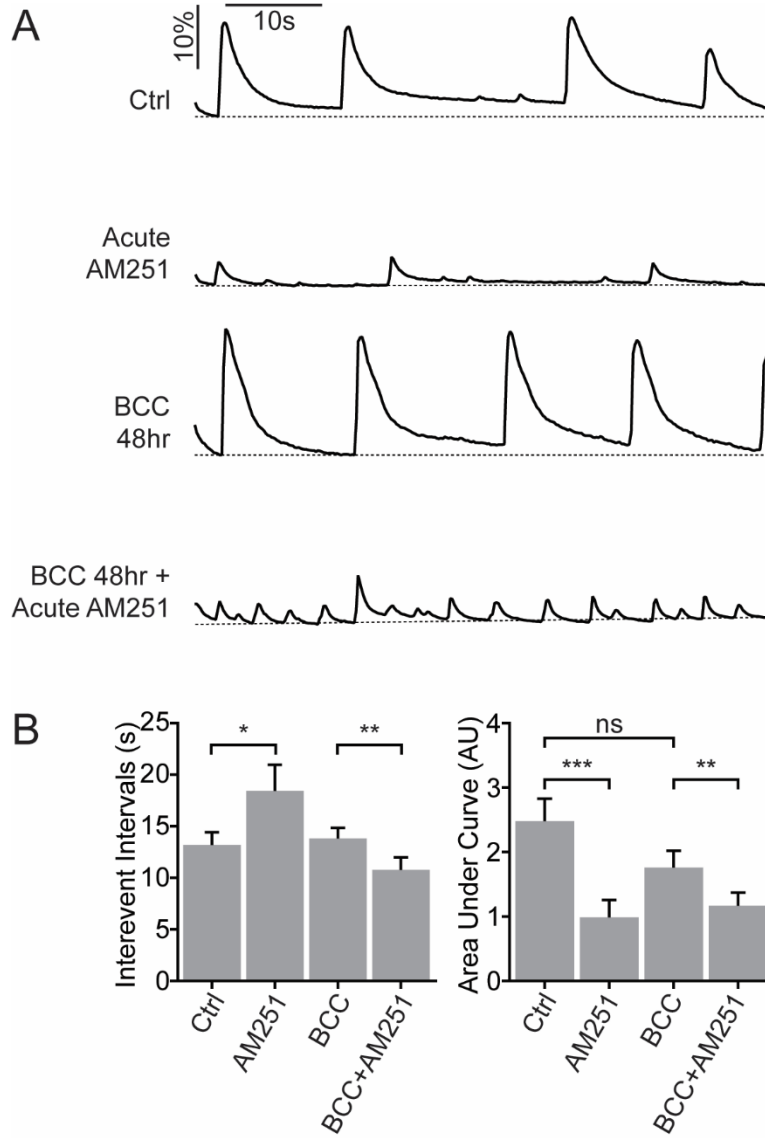 A
10%
10s
Ctrl
Acute
AM251
BCC
48hr
BCC 48hr +
Acute AM251
B
Interevent Intervals (s)
25
20
15
10
5
0
*
**
Ctrl
AM251
BCC
BCC+AM251
Area Under Curve (AU)
4
3
2
1
0
ns
***
**
Ctrl
AM251
BCC
BCC+AM251